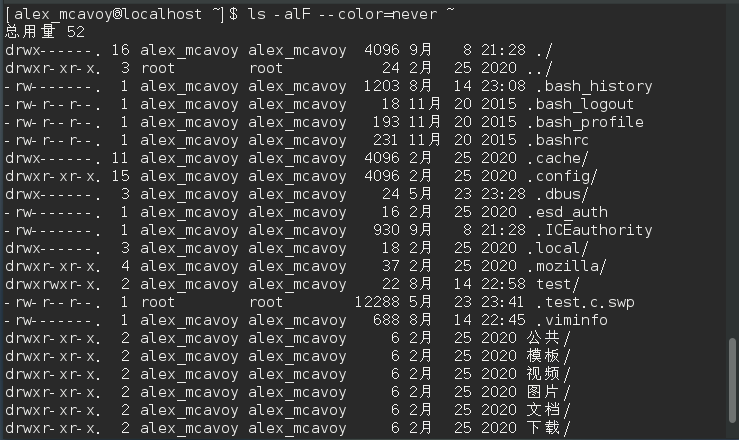 [alex_mcavoy@localhost ~]$ ls -alF --color=never ~
总用量 52
drwx------. 16 alex_mcavoy alex_mcavoy  4096 9月   8 21:28 ./
drwxr-xr-x.  3 root        root           24 2月  25 2020 ../
-rw-------.  1 alex_mcavoy alex_mcavoy  1203 8月  14 23:08 .bash_history
-rw-r--r--.  1 alex_mcavoy alex_mcavoy    18 11月 20 2015 .bash_logout
-rw-r--r--.  1 alex_mcavoy alex_mcavoy   193 11月 20 2015 .bash_profile
-rw-r--r--.  1 alex_mcavoy alex_mcavoy   231 11月 20 2015 .bashrc
drwx------. 11 alex_mcavoy alex_mcavoy  4096 2月  25 2020 .cache/
drwxr-xr-x. 15 alex_mcavoy alex_mcavoy  4096 2月  25 2020 .config/
drwx------.  3 alex_mcavoy alex_mcavoy    24 5月  23 23:28 .dbus/
-rw-------.  1 alex_mcavoy alex_mcavoy    16 2月  25 2020 .esd_auth
-rw-------.  1 alex_mcavoy alex_mcavoy   930 9月   8 21:28 .ICEauthority
drwx------.  3 alex_mcavoy alex_mcavoy    18 2月  25 2020 .local/
drwxr-xr-x.  4 alex_mcavoy alex_mcavoy    37 2月  25 2020 .mozilla/
drwxrwxr-x.  2 alex_mcavoy alex_mcavoy    22 8月  14 22:58 test/
-rw-r--r--.  1 root        root        12288 5月  23 23:41 .test.c.swp
-rw-------.  1 alex_mcavoy alex_mcavoy   688 8月  14 22:45 .viminfo
drwxr-xr-x.  2 alex_mcavoy alex_mcavoy     6 2月  25 2020 公共/
drwxr-xr-x.  2 alex_mcavoy alex_mcavoy     6 2月  25 2020 模板/
drwxr-xr-x.  2 alex_mcavoy alex_mcavoy     6 2月  25 2020 视频/
drwxr-xr-x.  2 alex_mcavoy alex_mcavoy     6 2月  25 2020 图片/
drwxr-xr-x.  2 alex_mcavoy alex_mcavoy     6 2月  25 2020 文档/
drwxr-xr-x.  2 alex_mcavoy alex_mcavoy     6 2月  25 2020 下载/